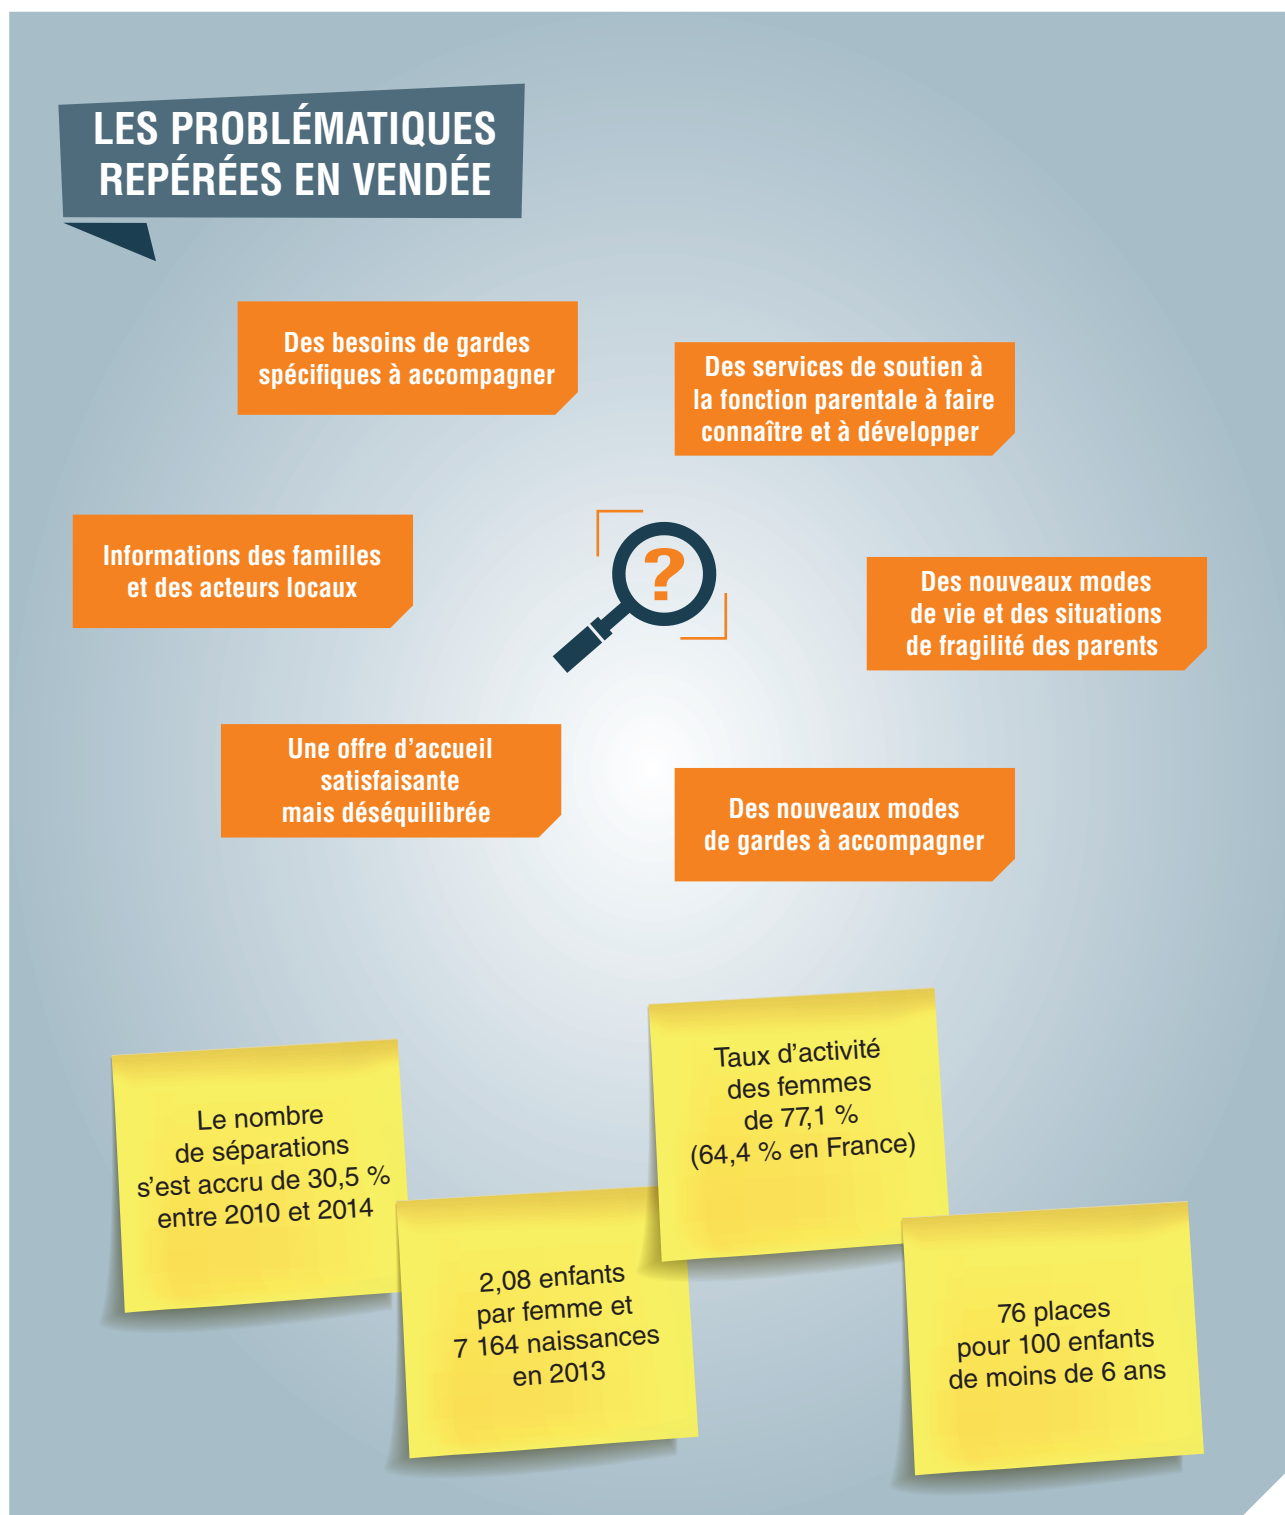 LES PROBLÉMATIQUES
REPÉRÉES EN VENDÉE
Des besoins de gardes
spécifiques à accompagner
Des services de soutien à
la fonction parentale à faire
connaître et à développer
Informations des familles
et des acteurs locaux
?
Des nouveaux modes
de vie et des situations
de fragilité des parents
Une offre d’accueil
satisfaisante
mais déséquilibrée
Des nouveaux modes
de gardes à accompagner
Le nombre
de séparations
s’est accru de 30,5 %
entre 2010 et 2014
2,08 enfants
par femme et
7 164 naissances
en 2013
Taux d’activité
des femmes
de 77,1 %
(64,4 % en France)
76 places
pour 100 enfants
de moins de 6 ans